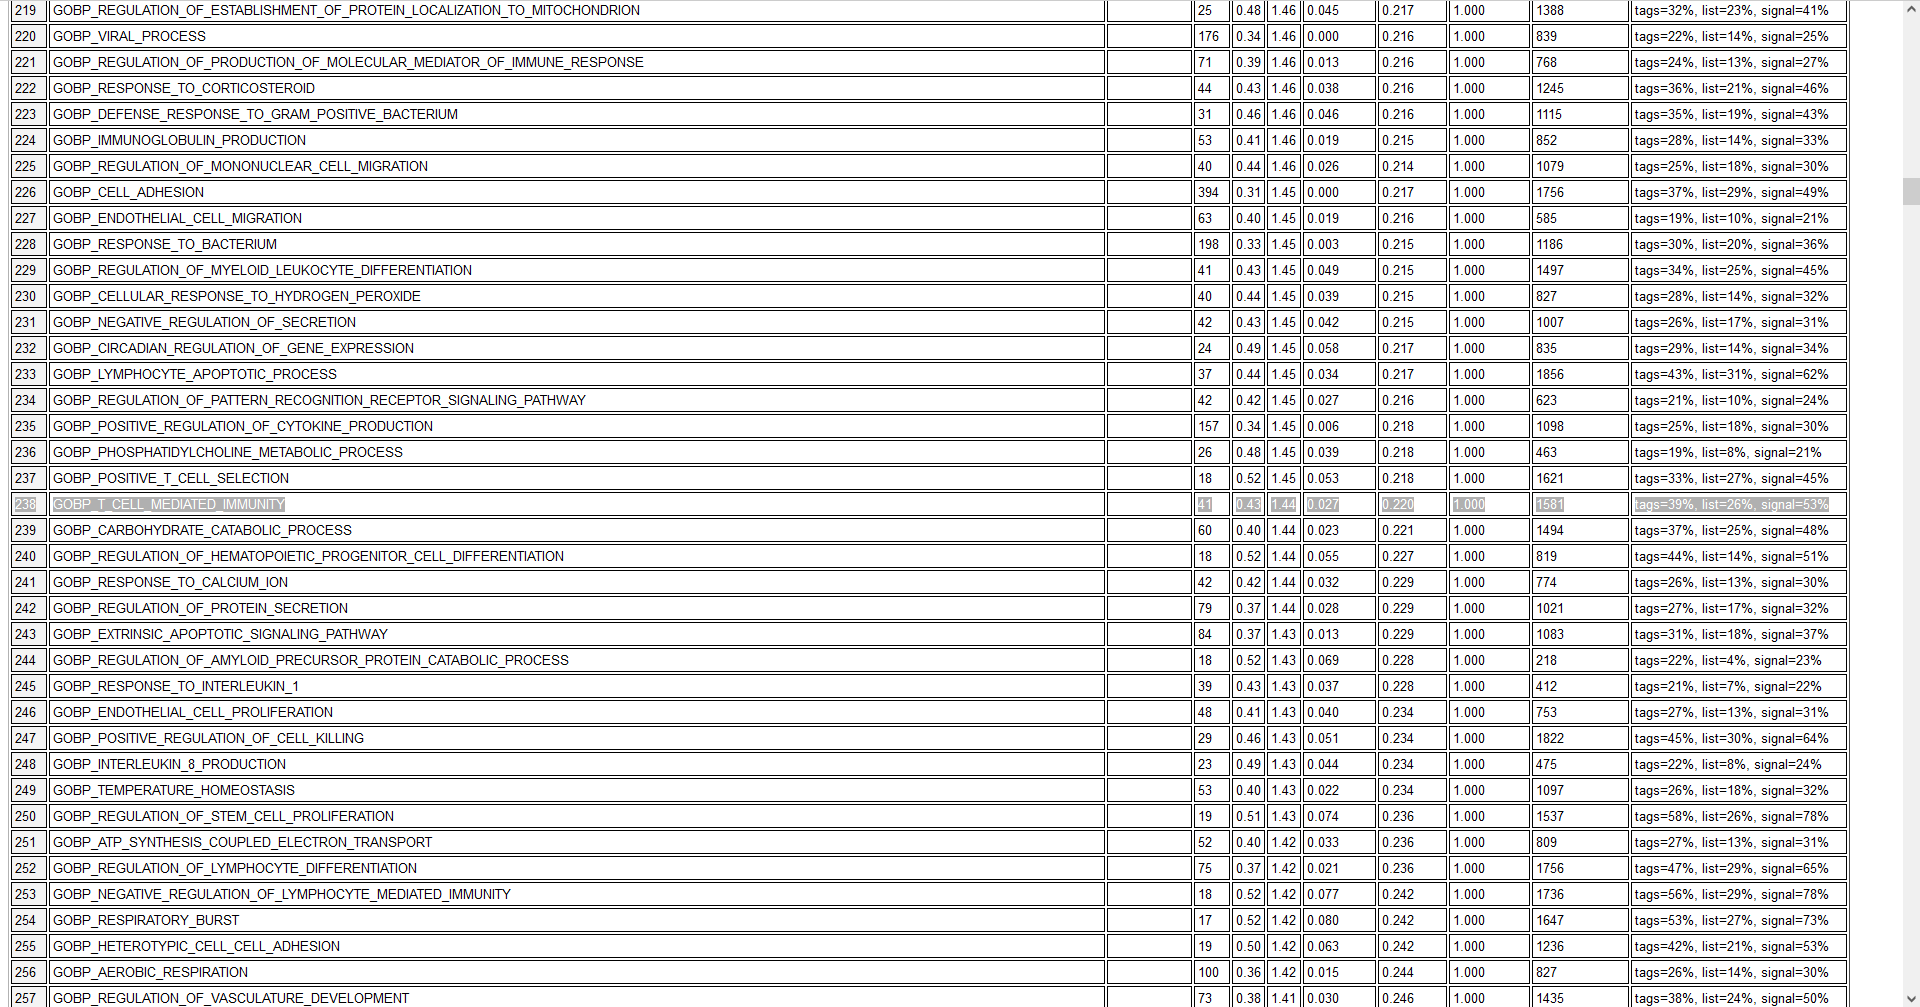 219 GOBP_REGULATION_OF_ESTABLISHMENT_OF_PROTEIN_LOCALIZATION_TO_MITOCHONDRION 25 0.48 1.46 0.045 0.217 1.000 1388 tags=32%, list=23%, signal=41%
220 GOBP_VIRAL_PROCESS 176 0.34 1.46 0.000 0.216 1.000 839 tags=22%, list=14%, signal=25%
221 GOBP_REGULATION_OF_PRODUCTION_OF_MOLECULAR_MEDIATOR_OF_IMMUNE_RESPONSE 71 0.39 1.46 0.013 0.216 1.000 768 tags=24%, list=13%, signal=27%
222 GOBP_RESPONSE_TO_CORTICOSTEROID 44 0.43 1.46 0.038 0.216 1.000 1245 tags=36%, list=21%, signal=46%
223 GOBP_DEFENSE_RESPONSE_TO_GRAM_POSITIVE_BACTERIUM 31 0.46 1.46 0.046 0.216 1.000 1115 tags=35%, list=19%, signal=43%
224 GOBP_IMMUNOGLOBULIN_PRODUCTION 53 0.41 1.46 0.019 0.215 1.000 852 tags=28%, list=14%, signal=33%
225 GOBP_REGULATION_OF_MONONUCLEAR_CELL_MIGRATION 40 0.44 1.46 0.026 0.214 1.000 1079 tags=25%, list=18%, signal=30%
226 GOBP_CELL_ADHESION 394 0.31 1.45 0.000 0.217 1.000 1756 tags=37%, list=29%, signal=49%
227 GOBP_ENDOTHELIAL_CELL_MIGRATION 63 0.40 1.45 0.019 0.216 1.000 585 tags=19%, list=10%, signal=21%
228 GOBP_RESPONSE_TO_BACTERIUM 198 0.33 1.45 0.003 0.215 1.000 1186 tags=30%, list=20%, signal=36%
229 GOBP_REGULATION_OF_MYELOID_LEUKOCYTE_DIFFERENTIATION 41 0.43 1.45 0.049 0.215 1.000 1497 tags=34%, list=25%, signal=45%
230 GOBP_CELLULAR_RESPONSE_TO_HYDROGEN_PEROXIDE 40 0.44 1.45 0.039 0.215 1.000 827 tags=28%, list=14%, signal=32%
231 GOBP_NEGATIVE_REGULATION_OF_SECRETION 42 0.43 1.45 0.042 0.215 1.000 1007 tags=26%, list=17%, signal=31%
232 GOBP_CIRCADIAN_REGULATION_OF_GENE_EXPRESSION 24 0.49 1.45 0.058 0.217 1.000 835 tags=29%, list=14%, signal=34%
233 GOBP_LYMPHOCYTE_APOPTOTIC_PROCESS 37 0.44 1.45 0.034 0.217 1.000 1856 tags=43%, list=31%, signal=62%
234 GOBP_REGULATION_OF_PATTERN_RECOGNITION_RECEPTOR_SIGNALING_PATHWAY 42 0.42 1.45 0.027 0.216 1.000 623 tags=21%, list=10%, signal=24%
235 GOBP_POSITIVE_REGULATION_OF_CYTOKINE_PRODUCTION 157 0.34 1.45 0.006 0.218 1.000 1098 tags=25%, list=18%, signal=30%
236 GOBP_PHOSPHATIDYLCHOLINE_METABOLIC_PROCESS 26 0.48 1.45 0.039 0.218 1.000 463 tags=19%, list=8%, signal=21%
237 GOBP_POSITIVE_T_CELL_SELECTION 18 0.52 1.45 0.053 0.218 1.000 1621 tags=33%, list=27%, signal=45%
238 GOBP_T_CELL_MEDIATED_IMMUNITY 41 0.43 1.44 0.027 0.220 1.000 1581 tags=39%, list=26%, signal=53%
239 GOBP_CARBOHYDRATE_CATABOLIC_PROCESS 60 0.40 1.44 0.023 0.221 1.000 1494 tags=37%, list=25%, signal=48%
240 GOBP_REGULATION_OF_HEMATOPOIETIC_PROGENITOR_CELL_DIFFERENTIATION 18 0.52 1.44 0.055 0.227 1.000 819 tags=44%, list=14%, signal=51%
241 GOBP_RESPONSE_TO_CALCIUM_ION 42 0.42 1.44 0.032 0.229 1.000 774 tags=26%, list=13%, signal=30%
242 GOBP_REGULATION_OF_PROTEIN_SECRETION 79 0.37 1.44 0.028 0.229 1.000 1021 tags=27%, list=17%, signal=32%
243 GOBP_EXTRINSIC_APOPTOTIC_SIGNALING_PATHWAY 84 0.37 1.43 0.013 0.229 1.000 1083 tags=31%, list=18%, signal=37%
244 GOBP_REGULATION_OF_AMYLOID_PRECURSOR_PROTEIN_CATABOLIC_PROCESS 18 0.52 1.43 0.069 0.228 1.000 218 tags=22%, list=4%, signal=23%
245 GOBP_RESPONSE_TO_INTERLEUKIN_1 39 0.43 1.43 0.037 0.228 1.000 412 tags=21%, list=7%, signal=22%
246 GOBP_ENDOTHELIAL_CELL_PROLIFERATION 48 0.41 1.43 0.040 0.234 1.000 753 tags=27%, list=13%, signal=31%
247 GOBP_POSITIVE_REGULATION_OF_CELL_KILLING 29 0.46 1.43 0.051 0.234 1.000 1822 tags=45%, list=30%, signal=64%
248 GOBP_INTERLEUKIN_8_PRODUCTION 23 0.49 1.43 0.044 0.234 1.000 475 tags=22%, list=8%, signal=24%
249 GOBP_TEMPERATURE_HOMEOSTASIS 53 0.40 1.43 0.022 0.234 1.000 1097 tags=26%, list=18%, signal=32%
250 GOBP_REGULATION_OF_STEM_CELL_PROLIFERATION 19 0.51 1.43 0.074 0.236 1.000 1537 tags=58%, list=26%, signal=78%
251 GOBP_ATP_SYNTHESIS_COUPLED_ELECTRON_TRANSPORT 52 0.40 1.42 0.033 0.236 1.000 809 tags=27%, list=13%, signal=31%
252 GOBP_REGULATION_OF_LYMPHOCYTE_DIFFERENTIATION 75 0.37 1.42 0.021 0.236 1.000 1756 tags=47%, list=29%, signal=65%
253 GOBP_NEGATIVE_REGULATION_OF_LYMPHOCYTE_MEDIATED_IMMUNITY 18 0.52 1.42 0.077 0.242 1.000 1736 tags=56%, list=29%, signal=78%
254 GOBP_RESPIRATORY_BURST 17 0.52 1.42 0.080 0.242 1.000 1647 tags=53%, list=27%, signal=73%
255 GOBP_HETEROTYPIC_CELL_CELL_ADHESION 19 0.50 1.42 0.063 0.242 1.000 1236 tags=42%, list=21%, signal=53%
256 GOBP_AEROBIC_RESPIRATION 100 0.36 1.42 0.015 0.244 1.000 827 tags=26%, list=14%, signal=30%
257 GOBP_REGULATION_OF_VASCULATURE_DEVELOPMENT 73 0.38 1.41 0.030 0.246 1.000 1435 tags=38%, list=24%, signal=50%